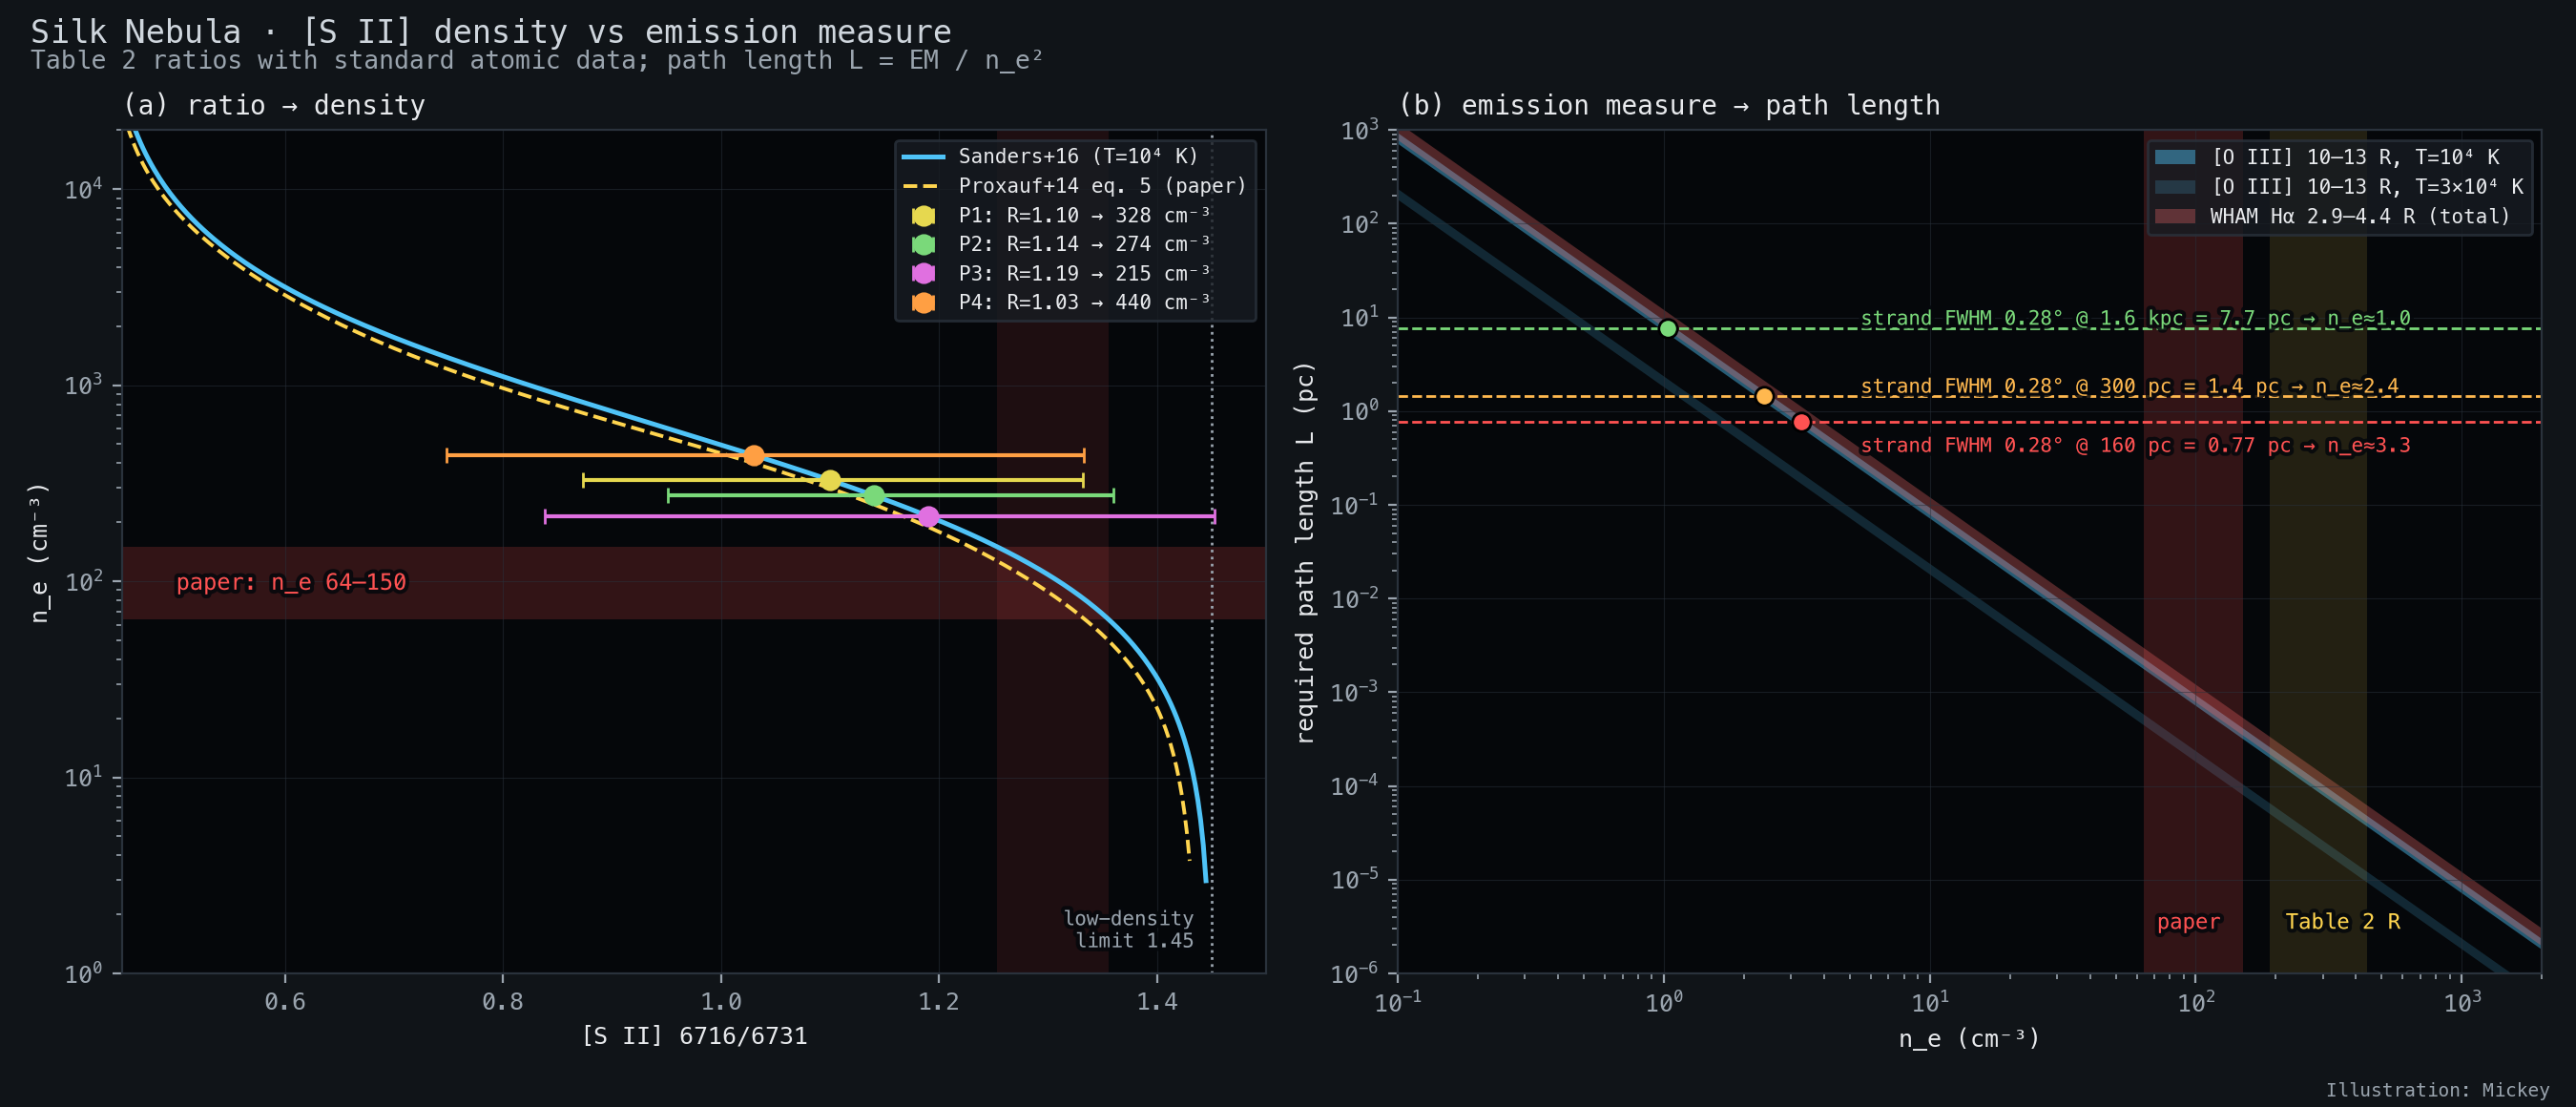 Silk Nebula · [S II] density vs emission measure
Table 2 ratios with standard atomic data; path length L = EM / n_e²
(a) ratio → density
10⁴
10³
10²
10¹
10⁰
n_e (cm⁻³)
Sanders+16 (T=10⁴ K)
Proxauf+14 eq. 5 (paper)
P1: R=1.10 → 328 cm⁻³
P2: R=1.14 → 274 cm⁻³
P3: R=1.19 → 215 cm⁻³
P4: R=1.03 → 440 cm⁻³
paper: n_e 64–150
low-density
limit 1.45
0.6 0.8 1.0 1.2 1.4
[S II] 6716/6731
(b) emission measure → path length
10³
10²
10¹
10⁰
10⁻¹
10⁻²
10⁻³
10⁻⁴
10⁻⁵
10⁻⁶
required path length L (pc)
[O III] 10–13 R, T=10⁴ K
[O III] 10–13 R, T=3×10⁴ K
WHAM Hα 2.9–4.4 R (total)
strand FWHM 0.28° @ 1.6 kpc = 7.7 pc → n_e≈1.0
strand FWHM 0.28° @ 300 pc = 1.4 pc → n_e≈2.4
strand FWHM 0.28° @ 160 pc = 0.77 pc → n_e≈3.3
paper
Table 2 R
10⁻¹ 10⁰ 10¹ 10² 10³
n_e (cm⁻³)
Illustration: Mickey